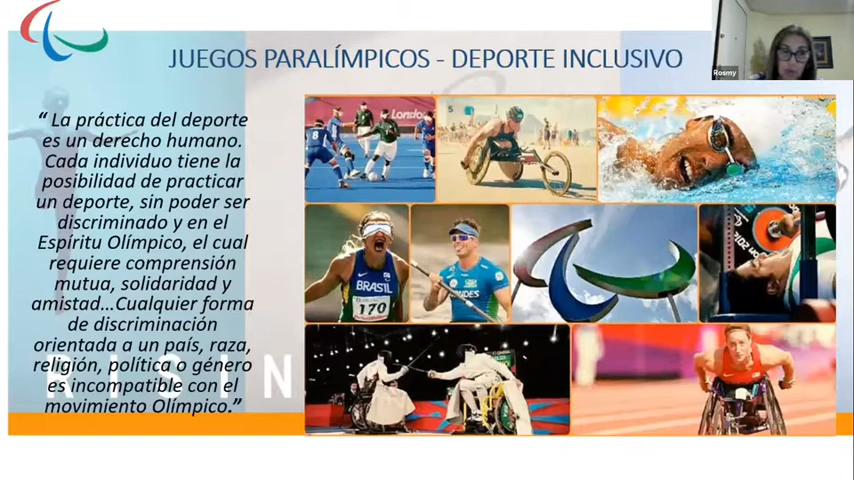 JUEGOS PARALÍMPICOS - DEPORTE INCLUSIVO
Rosmy
“ La práctica del deporte
es un derecho humano.
Cada individuo tiene la
posibilidad de practicar
un deporte, sin poder ser
discriminado y en el
Espíritu Olímpico, el cual
requiere comprensión
mutua, solidaridad y
amistad...Cualquier forma
de discriminación
orientada a un país, raza,
religión, política o género
es incompatible con el
movimiento Olímpico.”
RISIN
London
8
5
BRASIL
170